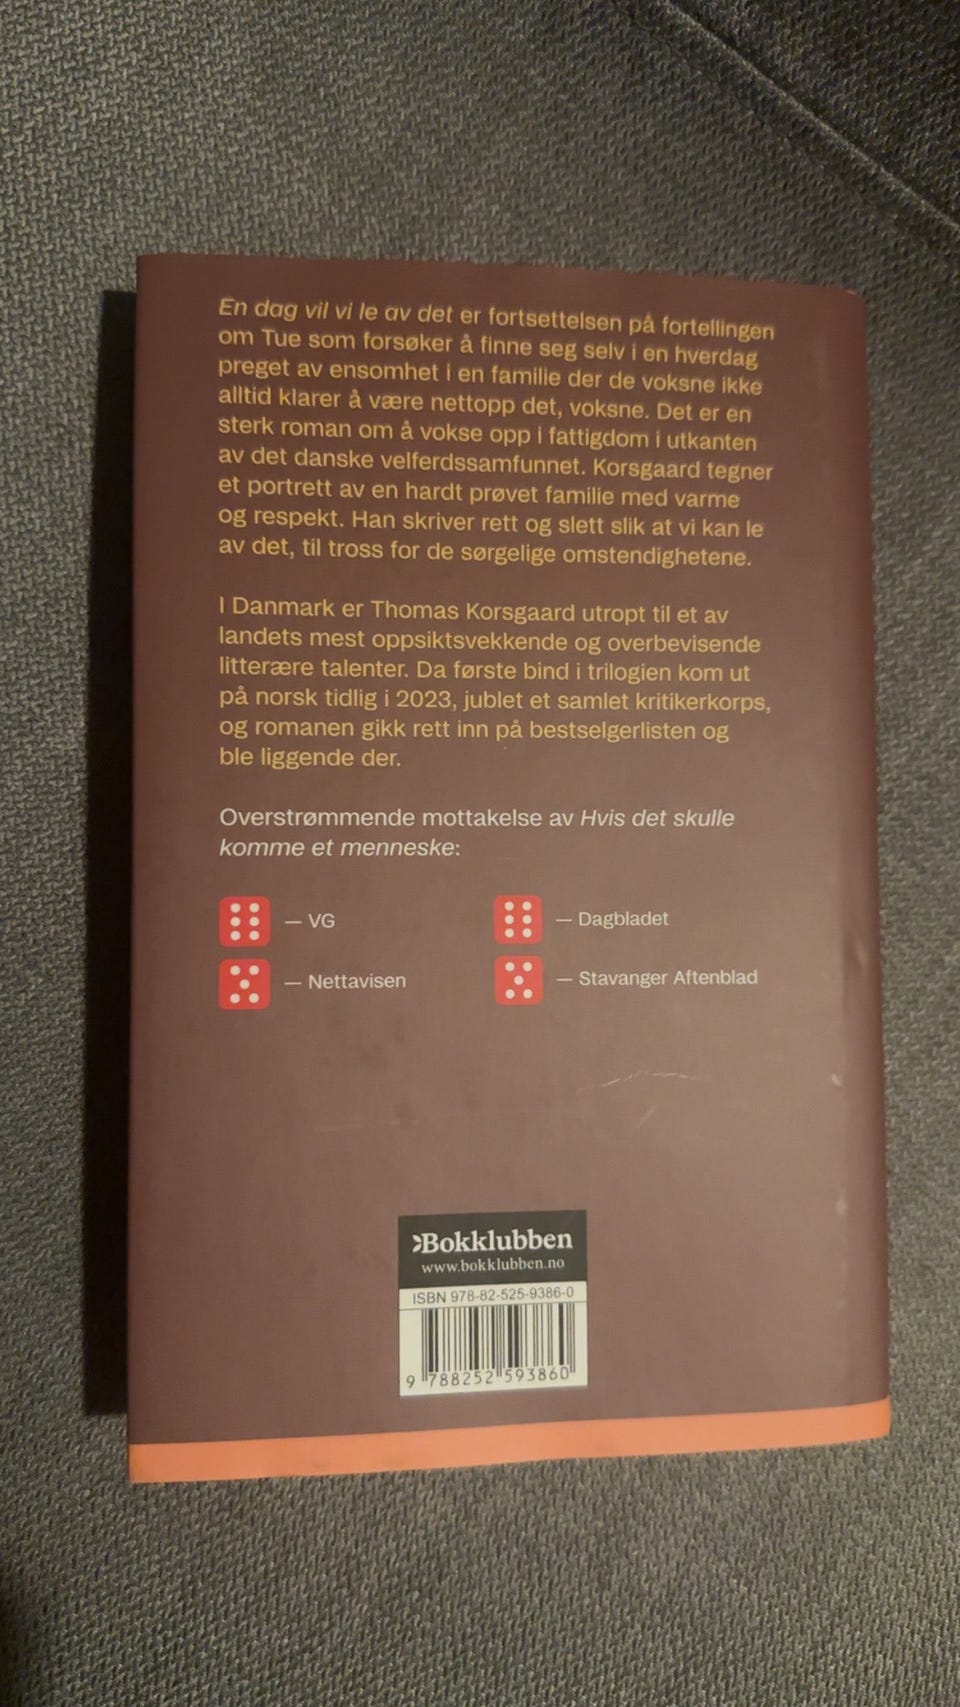 En dag vil vi le av det er fortsettelsen på fortellingen
om Tue som forsøker å finne seg selv i en hverdag
preget av ensomhet i en familie der de voksne ikke
alltid klarer å være nettopp det, voksne. Det er en
sterk roman om å vokse opp i fattigdom i utkanten
av det danske velferdssamfunnet. Korsgaard tegner
et portrett av en hardt prøvet familie med varme
og respekt. Han skriver rett og slett slik at vi kan le
av det, til tross for de sørgelige omstendighetene.
I Danmark er Thomas Korsgaard utropt til et av
landets mest oppsiktsvekkende og overbevisende
litterære talenter. Da første bind i trilogien kom ut
på norsk tidlig i 2023, jublet et samlet kritikerkorps,
og romanen gikk rett inn på bestselgerlisten og
ble liggende der.
Overstrømmende mottakelse av Hvis det skulle
komme et menneske:
— VG
— Dagbladet
— Nettavisen
— Stavanger Aftenblad
Bokklubben
www.bokklubben.no
ISBN 978-82-525-9386-0
9 788252 593860